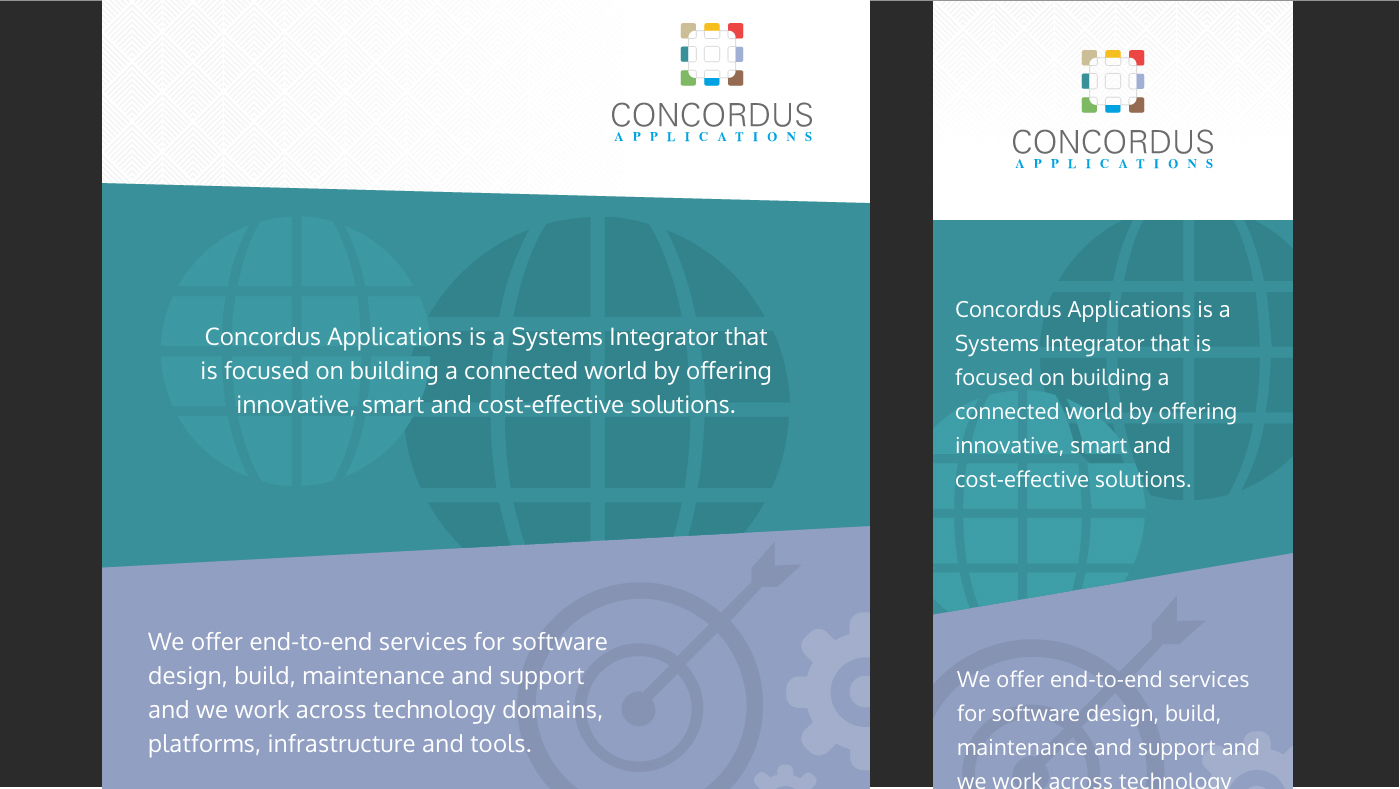 CONCORDUS
APPLICATIONS
Concordus Applications is a Systems Integrator that
is focused on building a connected world by offering
innovative, smart and cost-effective solutions.
We offer end-to-end services for software
design, build, maintenance and support
and we work across technology domains,
platforms, infrastructure and tools.
CONCORDUS
APPLICATIONS
Concordus Applications is a
Systems Integrator that is
focused on building a
connected world by offering
innovative, smart and
cost-effective solutions.
We offer end-to-end services
for software design, build,
maintenance and support and
we work across technology